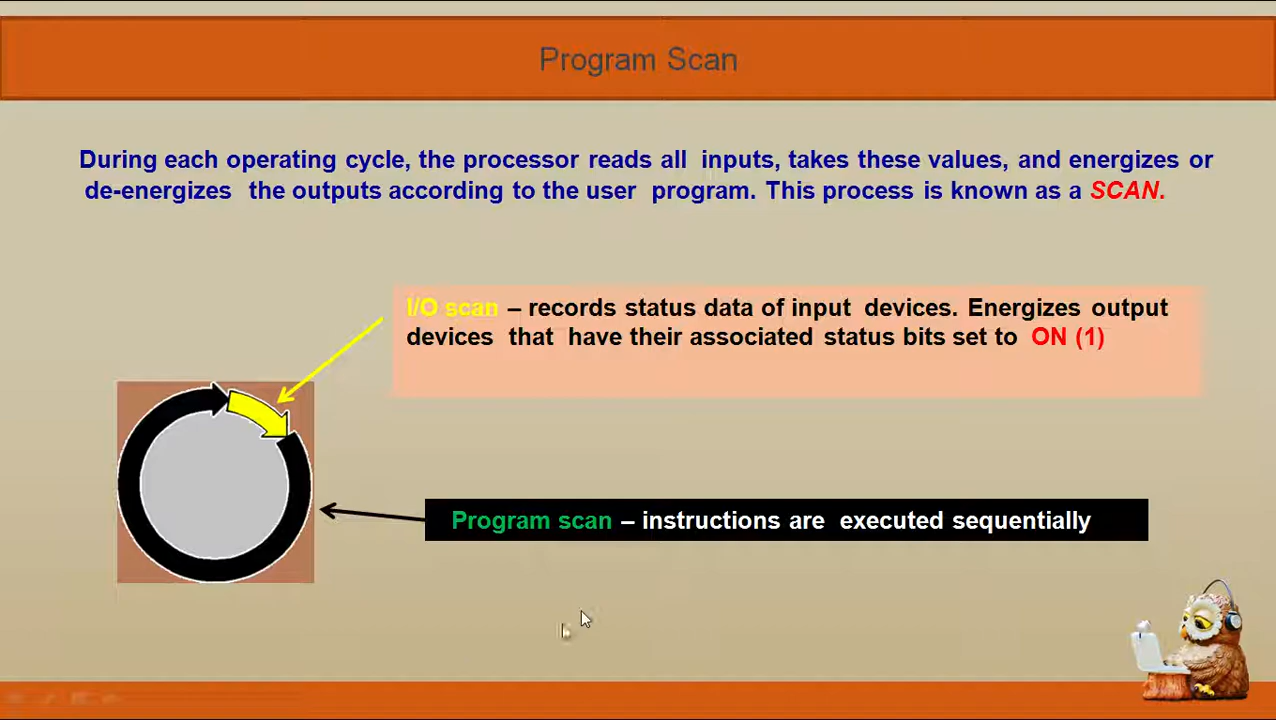 Program Scan
During each operating cycle, the processor reads all inputs, takes these values, and energizes or
de-energizes the outputs according to the user program. This process is known as a SCAN.
I/O scan – records status data of input devices. Energizes output
devices that have their associated status bits set to ON (1)
Program scan – instructions are executed sequentially